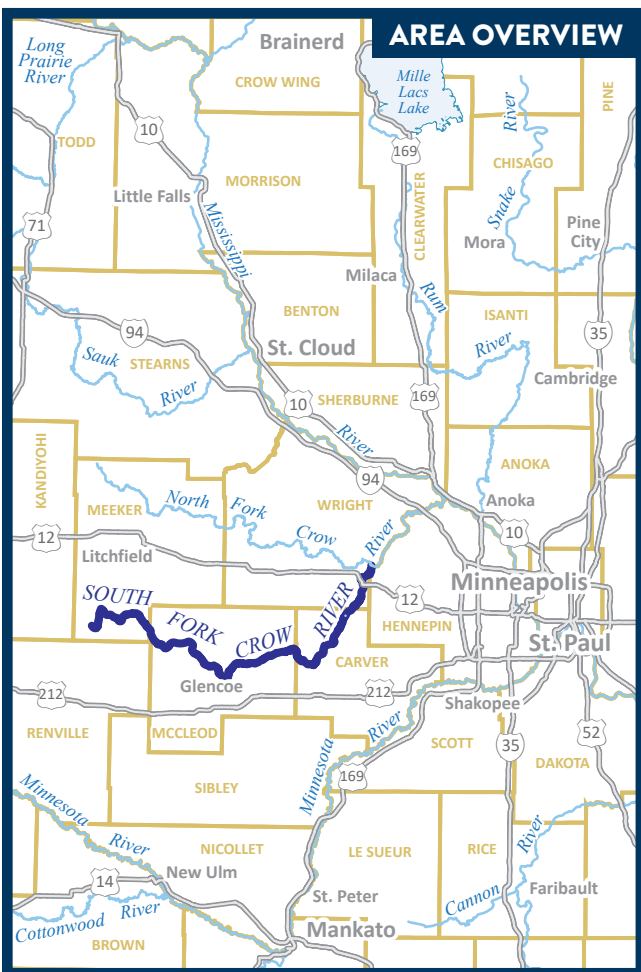 AREA OVERVIEW
Long
Prairie
River
Brainerd
CROW WING
Mille
Lacs
Lake
PINE
River
10
TODD
169
CHISAGO
MORRISON
CLEARWATER
Little Falls
Snake
Mississippi
71
Mora
Pine
City
Milaca
Rum
BENTON
ISANTI
94
35
St. Cloud
River
Sauk
STEARNS
Cambridge
River
10
SHERBURNE
169
River
KANDIYOHI
ANOKA
94
MEEKER
North
Fork
WRIGHT
Anoka
12
Crow
River
10
Litchfield
Minneapolis
SOUTH
FORK
CROW
RIVER
12
HENNEPIN
St. Paul
CARVER
Glencoe
212
212
Shakopee
RENVILLE
MCCLEOD
River
SCOTT
35
52
DAKOTA
Minnesota
169
SIBLEY
Minnesota
River
NICOLLET
LE SUEUR
RICE
River
New Ulm
14
St. Peter
Cannon
Faribault
Cottonwood
River
Mankato
BROWN